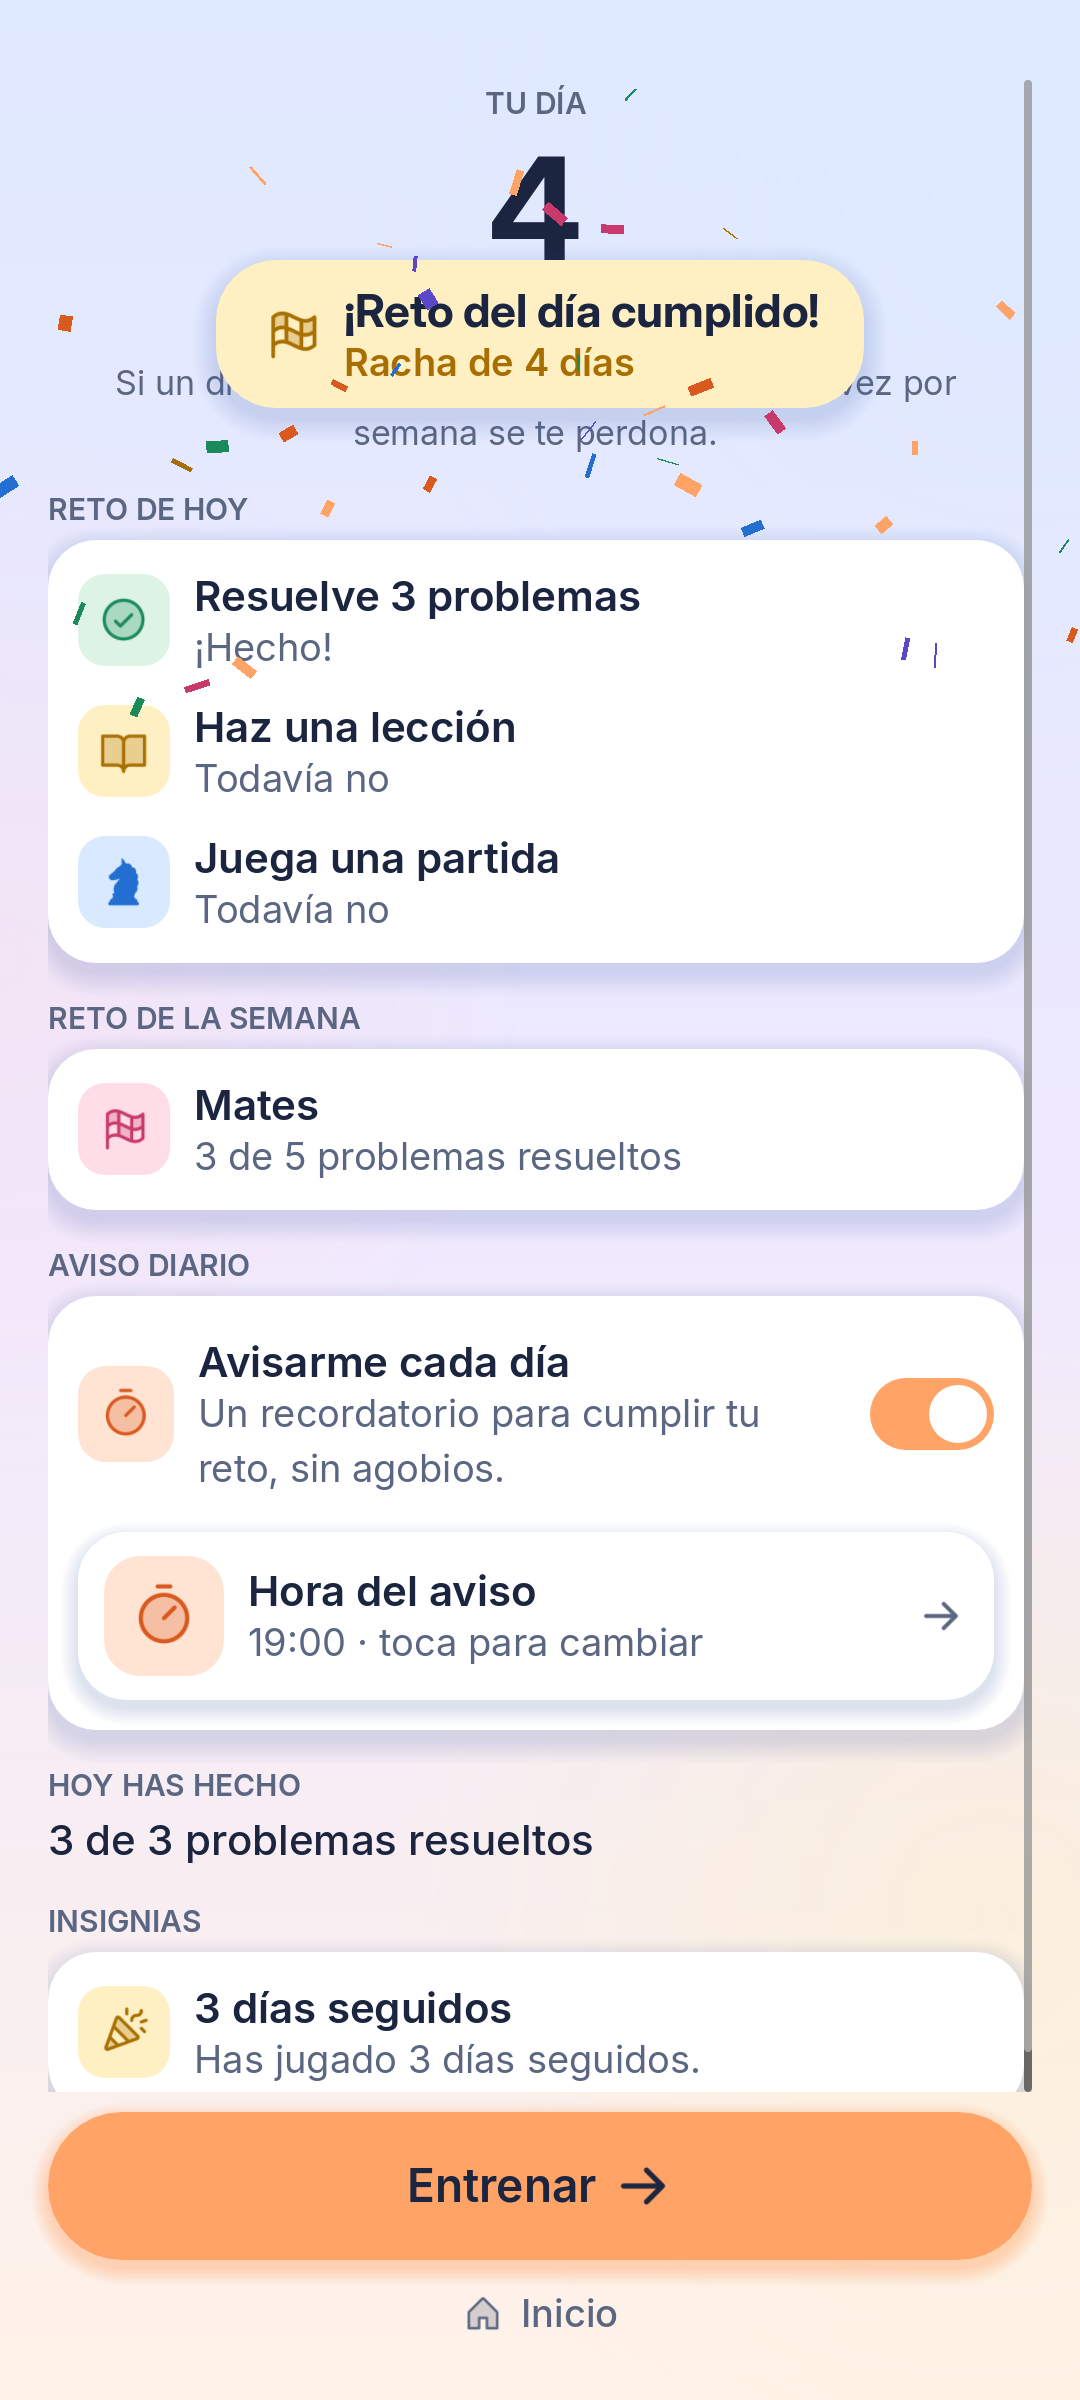 TU DÍA
4
¡Reto del día cumplido!
Racha de 4 días
Si un vez por
semana se te perdona.
RETO DE HOY
Resuelve 3 problemas
¡Hecho!
Haz una lección
Todavía no
Juega una partida
Todavía no
RETO DE LA SEMANA
Mates
3 de 5 problemas resueltos
AVISO DIARIO
Avisarme cada día
Un recordatorio para cumplir tu
reto, sin agobios.
Hora del aviso
19:00 · toca para cambiar
HOY HAS HECHO
3 de 3 problemas resueltos
INSIGNIAS
3 días seguidos
Has jugado 3 días seguidos.
Entrenar
Inicio